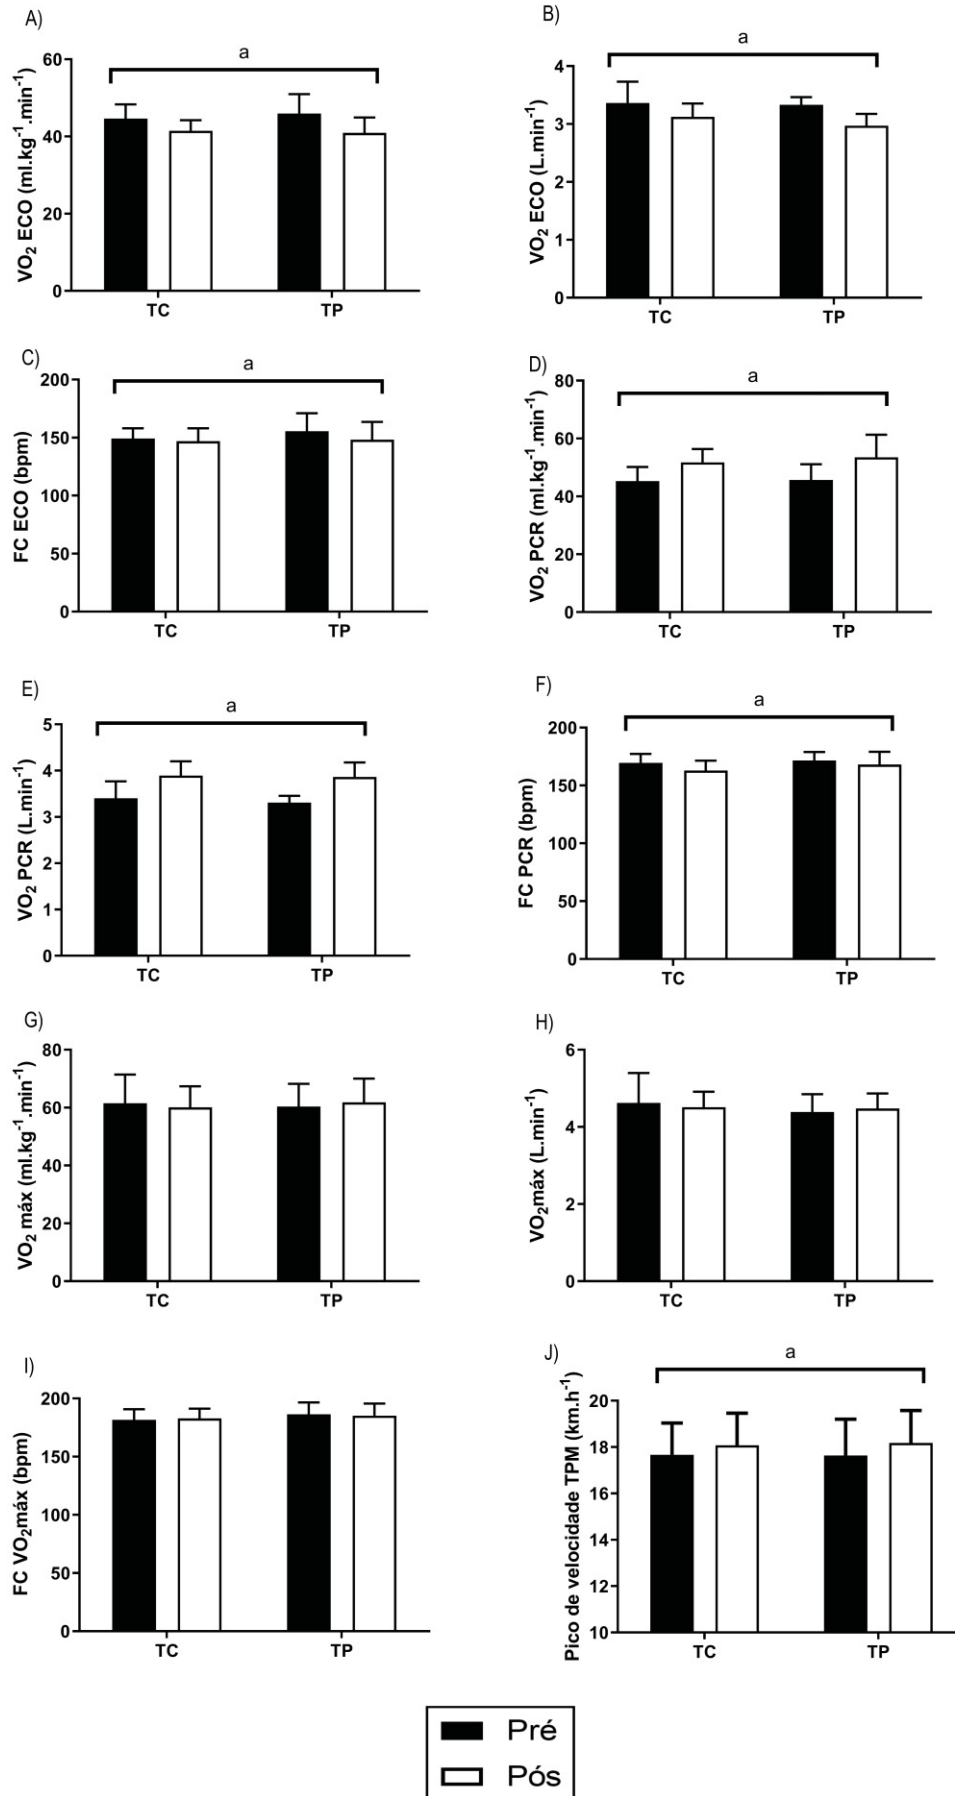 A)
a
VO2 ECO (ml.kg-1.min-1)
60
40
20
0
TC TP
B)
a
VO2 ECO (L.min-1)
4
3
2
1
0
TC TP
C)
a
FC ECO (bpm)
200
150
100
50
0
TC TP
D)
a
VO2 PCR (ml.kg-1.min-1)
80
60
40
20
0
TC TP
E)
a
VO2 PCR (L.min-1)
5
4
3
2
1
0
TC TP
F)
a
FC PCR (bpm)
200
150
100
50
0
TC TP
G)
VO2 máx (ml.kg-1.min-1)
80
60
40
20
0
TC TP
H)
VO2máx (L.min-1)
6
4
2
0
TC TP
I)
FC VO2máx (bpm)
200
150
100
50
0
TC TP
J)
a
Pico de velocidade TPM (km.h-1)
20
18
16
14
12
10
TC TP
Pré
Pós